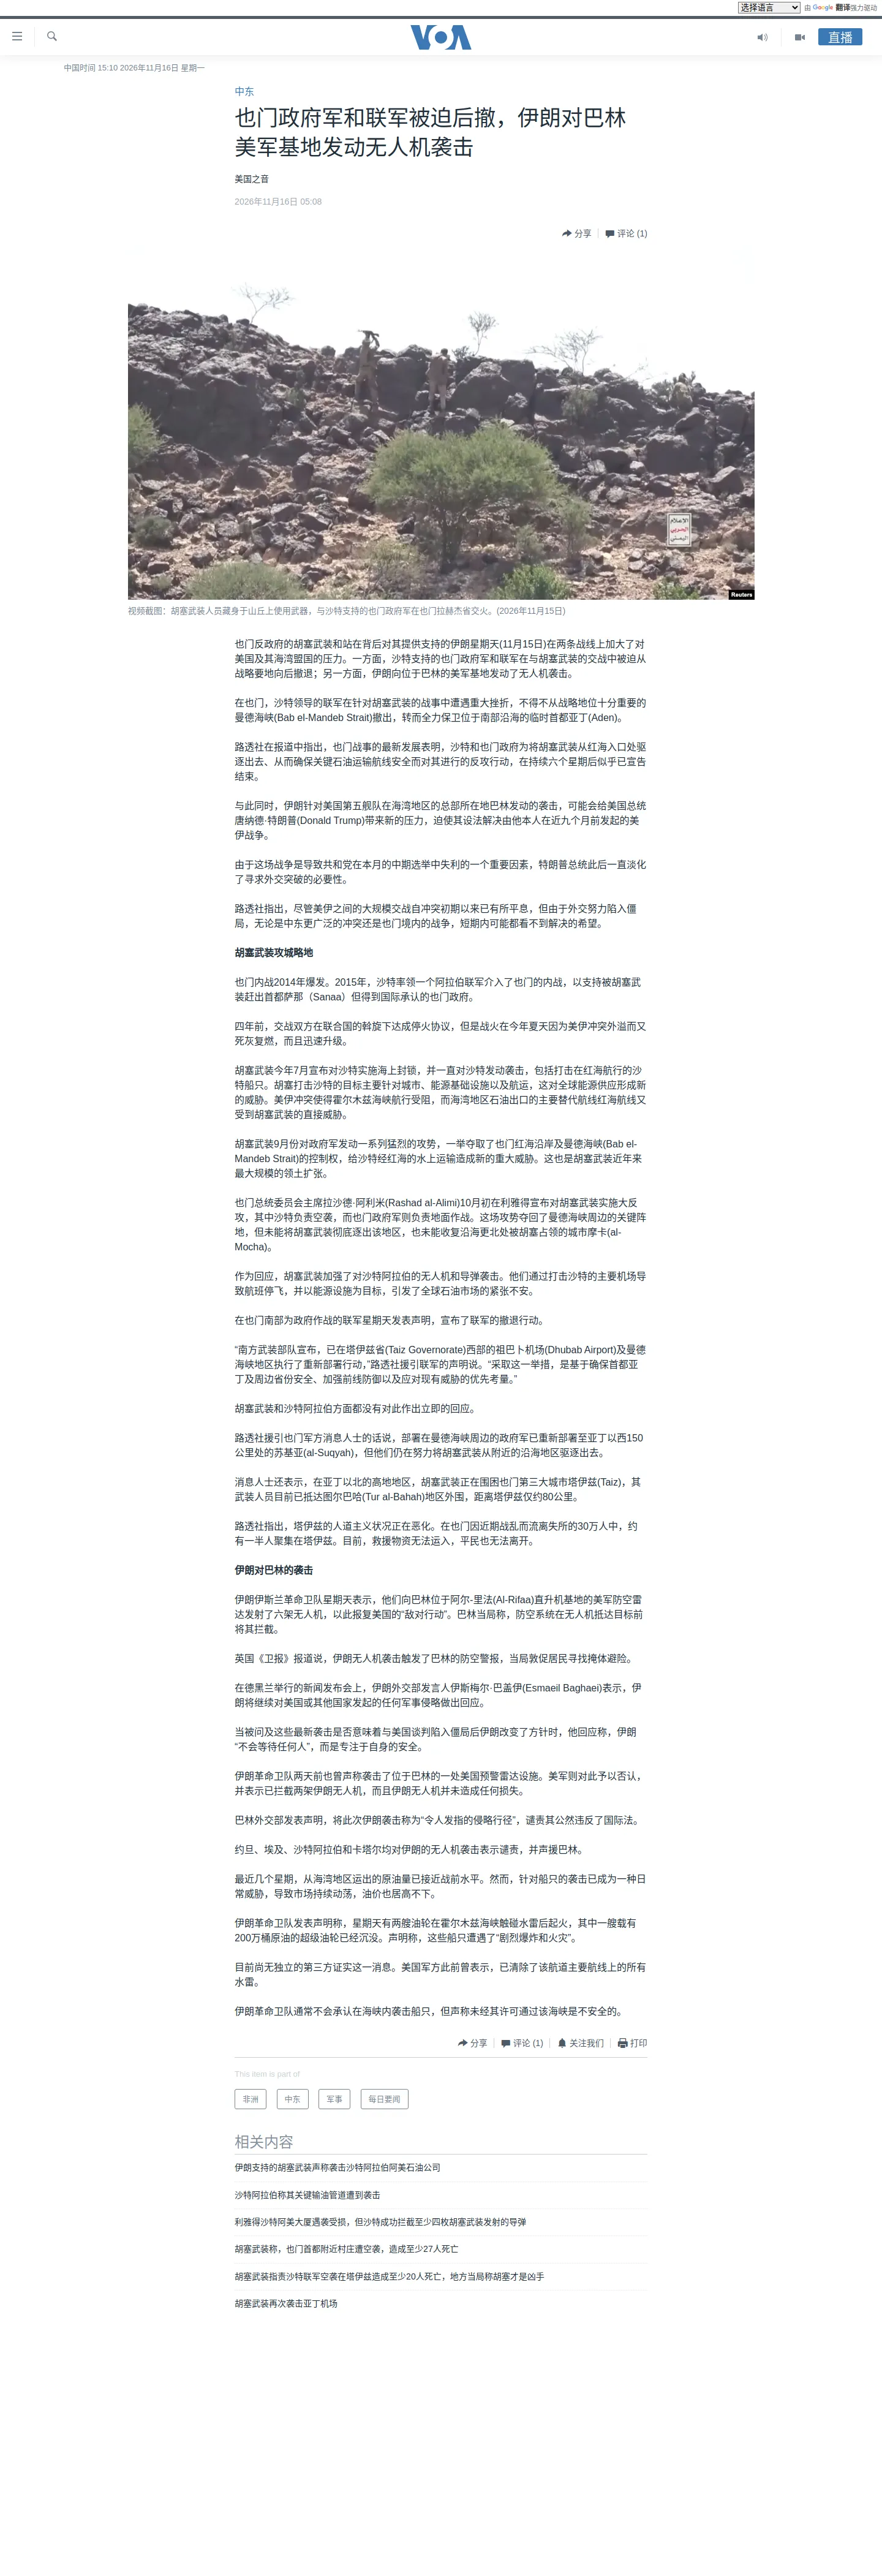 选择语言 由 Google 翻译强力驱动
VOA
直播
中国时间 15:10 2026年11月16日 星期一
中东
也门政府军和联军被迫后撤，伊朗对巴林
美军基地发动无人机袭击
美国之音
2026年11月16日 05:08
分享 评论 (1)
الإعلام
الحربي
اليمني
Reuters
视频截图：胡塞武装人员藏身于山丘上使用武器，与沙特支持的也门政府军在也门拉赫杰省交火。(2026年11月15日)
也门反政府的胡塞武装和站在背后对其提供支持的伊朗星期天(11月15日)在两条战线上加大了对
美国及其海湾盟国的压力。一方面，沙特支持的也门政府军和联军在与胡塞武装的交战中被迫从
战略要地向后撤退；另一方面，伊朗向位于巴林的美军基地发动了无人机袭击。
在也门，沙特领导的联军在针对胡塞武装的战事中遭遇重大挫折，不得不从战略地位十分重要的
曼德海峡(Bab el-Mandeb Strait)撤出，转而全力保卫位于南部沿海的临时首都亚丁(Aden)。
路透社在报道中指出，也门战事的最新发展表明，沙特和也门政府为将胡塞武装从红海入口处驱
逐出去、从而确保关键石油运输航线安全而对其进行的反攻行动，在持续六个星期后似乎已宣告
结束。
与此同时，伊朗针对美国第五舰队在海湾地区的总部所在地巴林发动的袭击，可能会给美国总统
唐纳德·特朗普(Donald Trump)带来新的压力，迫使其设法解决由他本人在近九个月前发起的美
伊战争。
由于这场战争是导致共和党在本月的中期选举中失利的一个重要因素，特朗普总统此后一直淡化
了寻求外交突破的必要性。
路透社指出，尽管美伊之间的大规模交战自冲突初期以来已有所平息，但由于外交努力陷入僵
局，无论是中东更广泛的冲突还是也门境内的战争，短期内可能都看不到解决的希望。
胡塞武装攻城略地
也门内战2014年爆发。2015年，沙特率领一个阿拉伯联军介入了也门的内战，以支持被胡塞武
装赶出首都萨那（Sanaa）但得到国际承认的也门政府。
四年前，交战双方在联合国的斡旋下达成停火协议，但是战火在今年夏天因为美伊冲突外溢而又
死灰复燃，而且迅速升级。
胡塞武装今年7月宣布对沙特实施海上封锁，并一直对沙特发动袭击，包括打击在红海航行的沙
特船只。胡塞打击沙特的目标主要针对城市、能源基础设施以及航运，这对全球能源供应形成新
的威胁。美伊冲突使得霍尔木兹海峡航行受阻，而海湾地区石油出口的主要替代航线红海航线又
受到胡塞武装的直接威胁。
胡塞武装9月份对政府军发动一系列猛烈的攻势，一举夺取了也门红海沿岸及曼德海峡(Bab el-
Mandeb Strait)的控制权，给沙特经红海的水上运输造成新的重大威胁。这也是胡塞武装近年来
最大规模的领土扩张。
也门总统委员会主席拉沙德·阿利米(Rashad al-Alimi)10月初在利雅得宣布对胡塞武装实施大反
攻，其中沙特负责空袭，而也门政府军则负责地面作战。这场攻势夺回了曼德海峡周边的关键阵
地，但未能将胡塞武装彻底逐出该地区，也未能收复沿海更北处被胡塞占领的城市摩卡(al-
Mocha)。
作为回应，胡塞武装加强了对沙特阿拉伯的无人机和导弹袭击。他们通过打击沙特的主要机场导
致航班停飞，并以能源设施为目标，引发了全球石油市场的紧张不安。
在也门南部为政府作战的联军星期天发表声明，宣布了联军的撤退行动。
“南方武装部队宣布，已在塔伊兹省(Taiz Governorate)西部的祖巴卜机场(Dhubab Airport)及曼德
海峡地区执行了重新部署行动，”路透社援引联军的声明说。“采取这一举措，是基于确保首都亚
丁及周边省份安全、加强前线防御以及应对现有威胁的优先考量。”
胡塞武装和沙特阿拉伯方面都没有对此作出立即的回应。
路透社援引也门军方消息人士的话说，部署在曼德海峡周边的政府军已重新部署至亚丁以西150
公里处的苏基亚(al-Suqyah)，但他们仍在努力将胡塞武装从附近的沿海地区驱逐出去。
消息人士还表示，在亚丁以北的高地地区，胡塞武装正在围困也门第三大城市塔伊兹(Taiz)，其
武装人员目前已抵达图尔巴哈(Tur al-Bahah)地区外围，距离塔伊兹仅约80公里。
路透社指出，塔伊兹的人道主义状况正在恶化。在也门因近期战乱而流离失所的30万人中，约
有一半人聚集在塔伊兹。目前，救援物资无法运入，平民也无法离开。
伊朗对巴林的袭击
伊朗伊斯兰革命卫队星期天表示，他们向巴林位于阿尔-里法(Al-Rifaa)直升机基地的美军防空雷
达发射了六架无人机，以此报复美国的“敌对行动”。巴林当局称，防空系统在无人机抵达目标前
将其拦截。
英国《卫报》报道说，伊朗无人机袭击触发了巴林的防空警报，当局敦促居民寻找掩体避险。
在德黑兰举行的新闻发布会上，伊朗外交部发言人伊斯梅尔·巴盖伊(Esmaeil Baghaei)表示，伊
朗将继续对美国或其他国家发起的任何军事侵略做出回应。
当被问及这些最新袭击是否意味着与美国谈判陷入僵局后伊朗改变了方针时，他回应称，伊朗
“不会等待任何人”，而是专注于自身的安全。
伊朗革命卫队两天前也曾声称袭击了位于巴林的一处美国预警雷达设施。美军则对此予以否认，
并表示已拦截两架伊朗无人机，而且伊朗无人机并未造成任何损失。
巴林外交部发表声明，将此次伊朗袭击称为“令人发指的侵略行径”，谴责其公然违反了国际法。
约旦、埃及、沙特阿拉伯和卡塔尔均对伊朗的无人机袭击表示谴责，并声援巴林。
最近几个星期，从海湾地区运出的原油量已接近战前水平。然而，针对船只的袭击已成为一种日
常威胁，导致市场持续动荡，油价也居高不下。
伊朗革命卫队发表声明称，星期天有两艘油轮在霍尔木兹海峡触碰水雷后起火，其中一艘载有
200万桶原油的超级油轮已经沉没。声明称，这些船只遭遇了“剧烈爆炸和火灾”。
目前尚无独立的第三方证实这一消息。美国军方此前曾表示，已清除了该航道主要航线上的所有
水雷。
伊朗革命卫队通常不会承认在海峡内袭击船只，但声称未经其许可通过该海峡是不安全的。
分享 评论 (1) 关注我们 打印
This item is part of
非洲 中东 军事 每日要闻
相关内容
伊朗支持的胡塞武装声称袭击沙特阿拉伯阿美石油公司
沙特阿拉伯称其关键输油管道遭到袭击
利雅得沙特阿美大厦遇袭受损，但沙特成功拦截至少四枚胡塞武装发射的导弹
胡塞武装称，也门首都附近村庄遭空袭，造成至少27人死亡
胡塞武装指责沙特联军空袭在塔伊兹造成至少20人死亡，地方当局称胡塞才是凶手
胡塞武装再次袭击亚丁机场